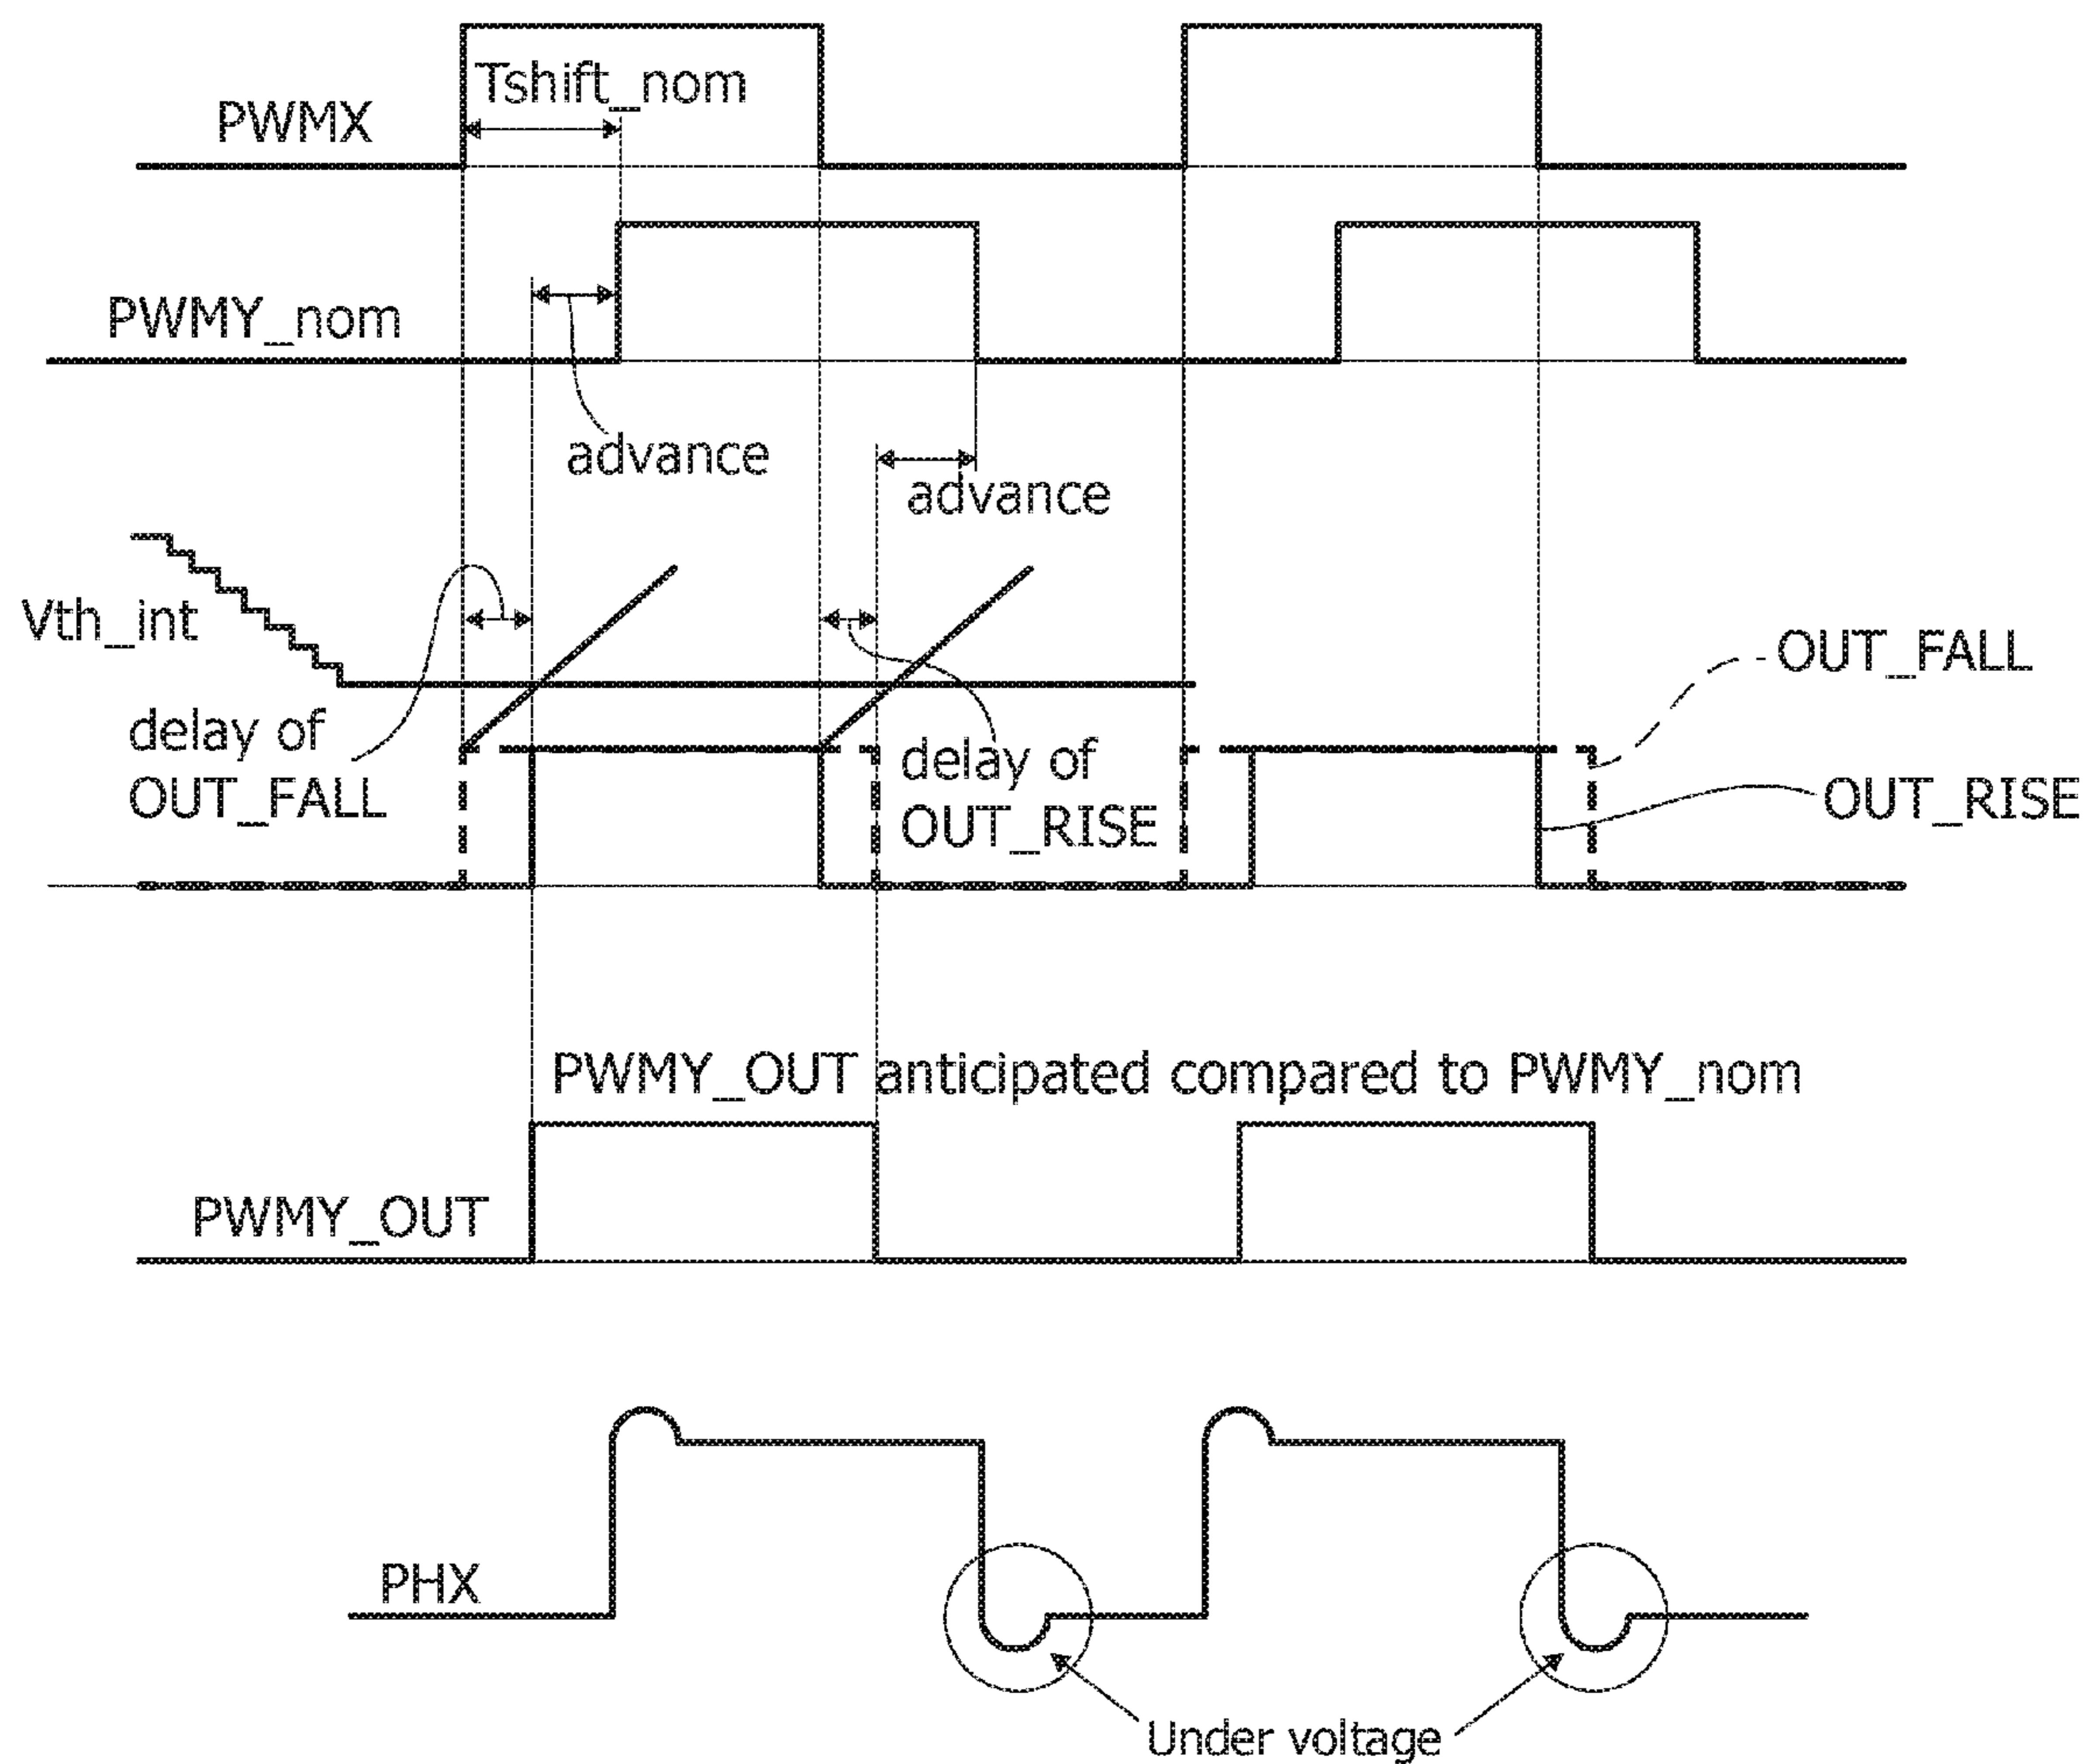 Tshift_nom
PWMX
PWMY_nom
advance
advance
Vth_int
OUT_FALL
delay of
OUT_FALL
delay of
OUT_RISE
OUT_RISE
PWMY_OUT anticipated compared to PWMY_nom
PWMY_OUT
PHX
Under voltage